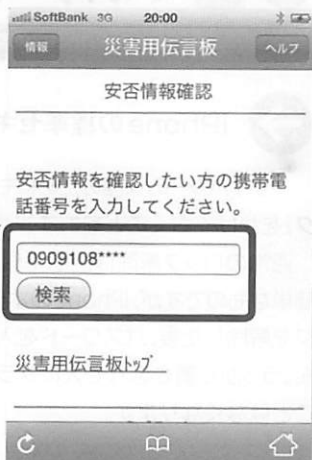 SoftBank 3G 20:00
情報 災害用伝言板 ヘルプ
安否情報確認
安否情報を確認したい方の携帯電
話番号を入力してください。
0909108****
検索
災害用伝言板トップ